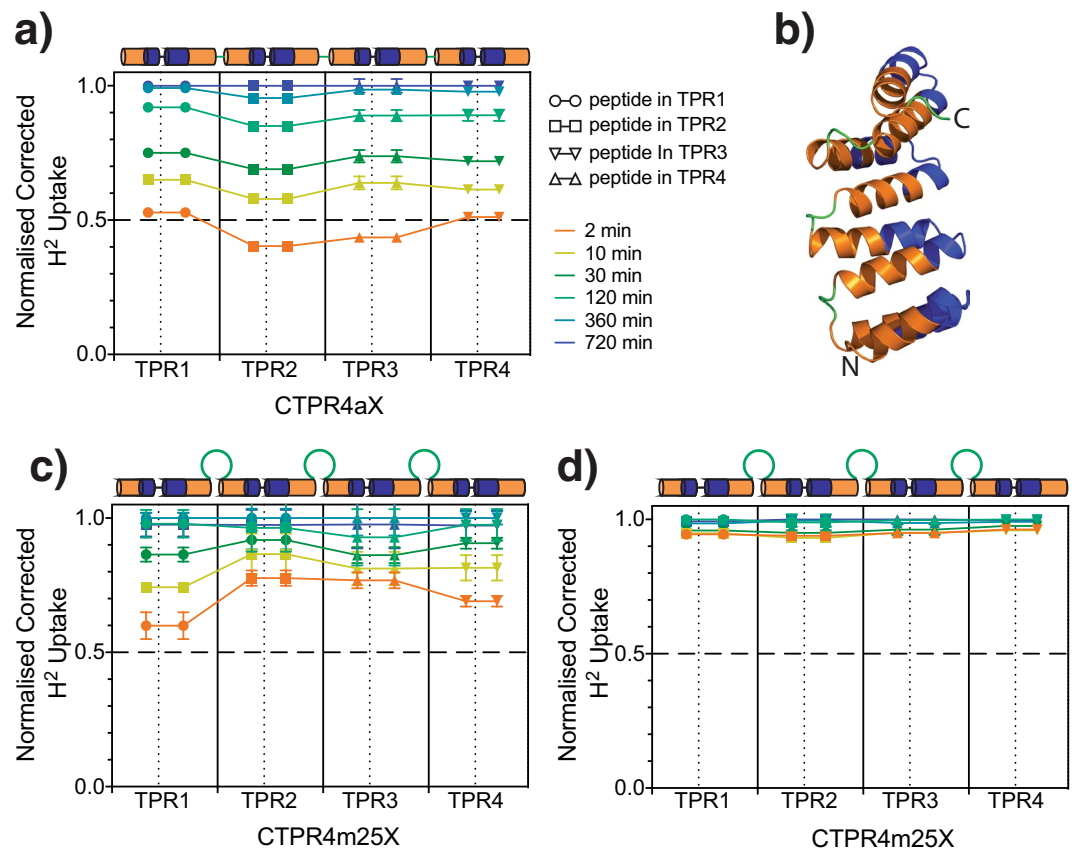 a)
1.0
0.5
0.0
Normalised Corrected
H2 Uptake
TPR1 TPR2 TPR3 TPR4
CTPR4aX
peptide in TPR1
peptide in TPR2
peptide In TPR3
peptide in TPR4
2 min
10 min
30 min
120 min
360 min
720 min
b)
C
N
c)
1.0
0.5
0.0
Normalised Corrected
H2 Uptake
TPR1 TPR2 TPR3 TPR4
CTPR4m25X
d)
1.0
0.5
0.0
Normalised Corrected
H2 Uptake
TPR1 TPR2 TPR3 TPR4
CTPR4m25X